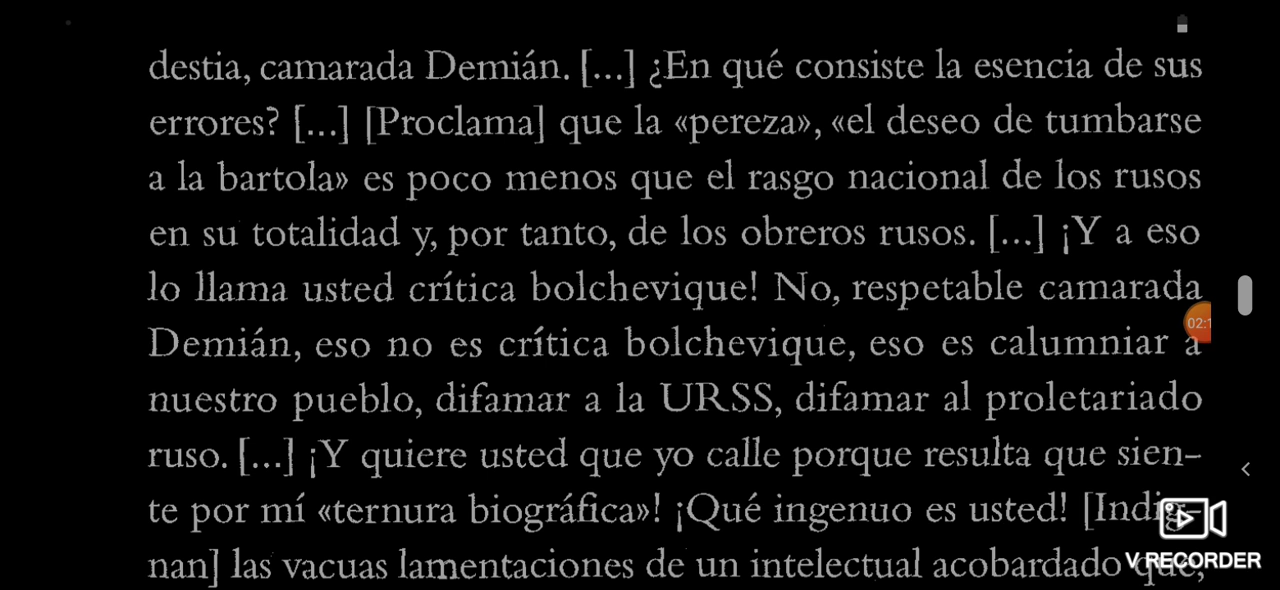 destia, camarada Demián. [...] ¿En qué consiste la esencia de sus
errores? [...] [Proclama] que la «pereza», «el deseo de tumbarse
a la bartola» es poco menos que el rasgo nacional de los rusos
en su totalidad y, por tanto, de los obreros rusos. [...] ¡Y a eso
lo llama usted crítica bolchevique! No, respetable camarada
02:1
Demián, eso no es crítica bolchevique, eso es calumniar a
nuestro pueblo, difamar a la URSS, difamar al proletariado
ruso. [...] ¡Y quiere usted que yo calle porque resulta que sien-
te por mí «ternura biográfica»! ¡Qué ingenuo es usted! [Indig-
nan] las vacuas lamentaciones de un intelectual acobardado que,
V RECORDER